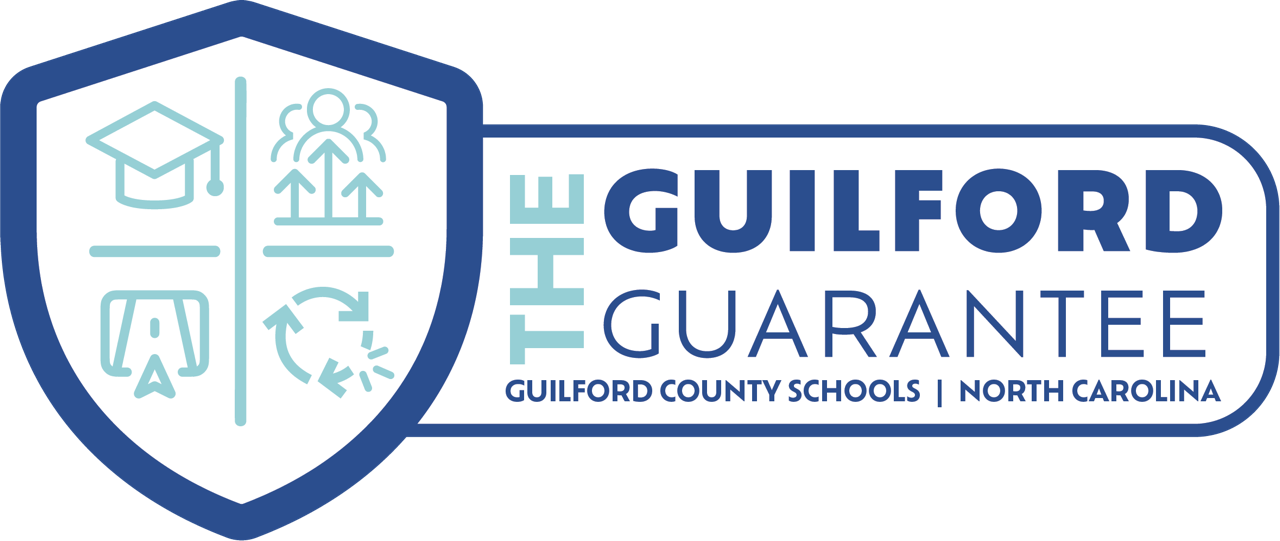 THE
GUILFORD
GUARANTEE
GUILFORD COUNTY SCHOOLS | NORTH CAROLINA